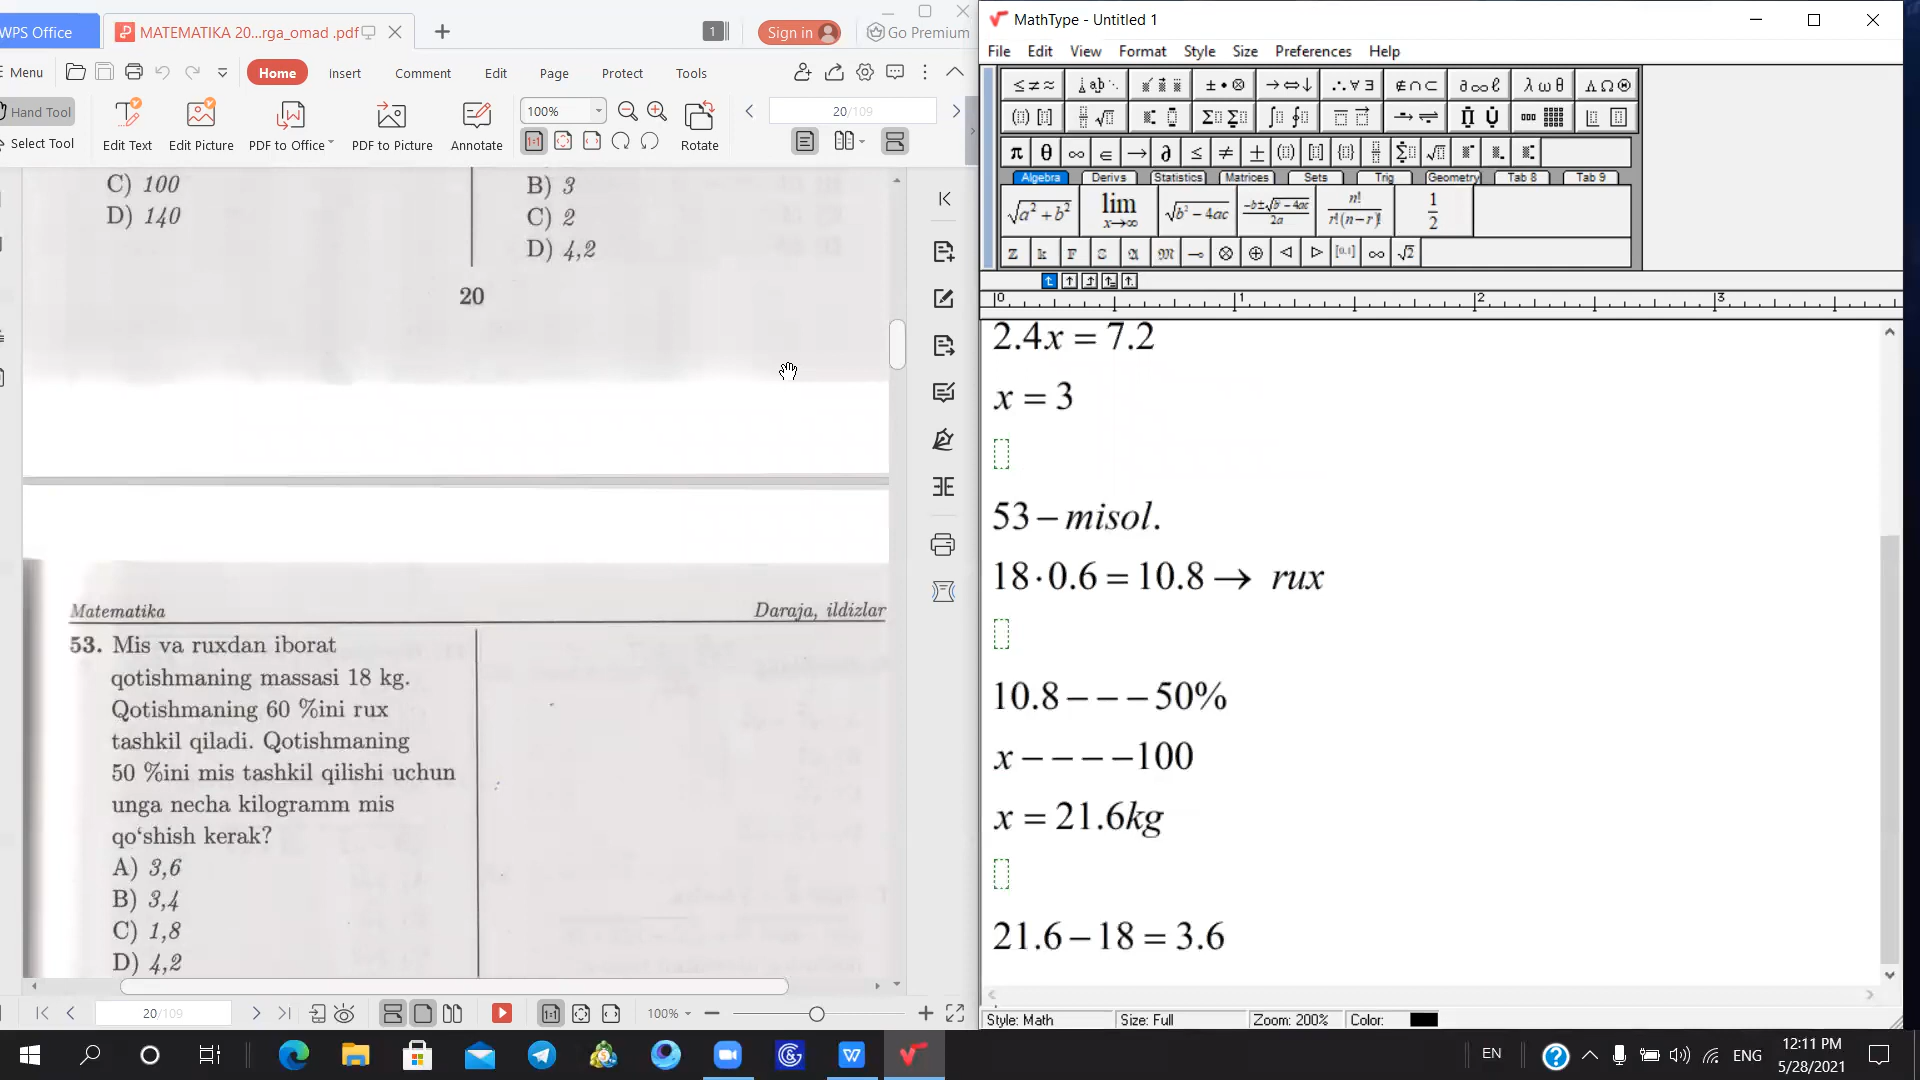 WPS Office
MATEMATIKA 20...rga_omad .pdf
1
Sign in
Go Premium
Menu
Home
Insert
Comment
Edit
Page
Protect
Tools
Hand Tool
Select Tool
Edit Text
Edit Picture
PDF to Office
PDF to Picture
Annotate
100%
Rotate
20/109
C) 100
D) 140
B) 3
C) 2
D) 4,2
20
Matematika
Daraja, ildizlar
53. Mis va ruxdan iborat
qotishmaning massasi 18 kg.
Qotishmaning 60 %ini rux
tashkil qiladi. Qotishmaning
50 %ini mis tashkil qilishi uchun
unga necha kilogramm mis
qo‘shish kerak?
A) 3,6
B) 3,4
C) 1,8
D) 4,2
20/109
100%
MathType - Untitled 1
File Edit View Format Style Size Preferences Help
Algebra Derivs Statistics Matrices Sets Trig Geometry Tab 8 Tab 9
0 1 2 3
2.4x = 7.2
x = 3
53 – misol.
18 · 0.6 = 10.8 → rux
10.8 – – – 50%
x – – – – 100
x = 21.6kg
21.6 – 18 = 3.6
Style: Math
Size: Full
Zoom: 200%
Color:
EN
ENG
12:11 PM
5/28/2021